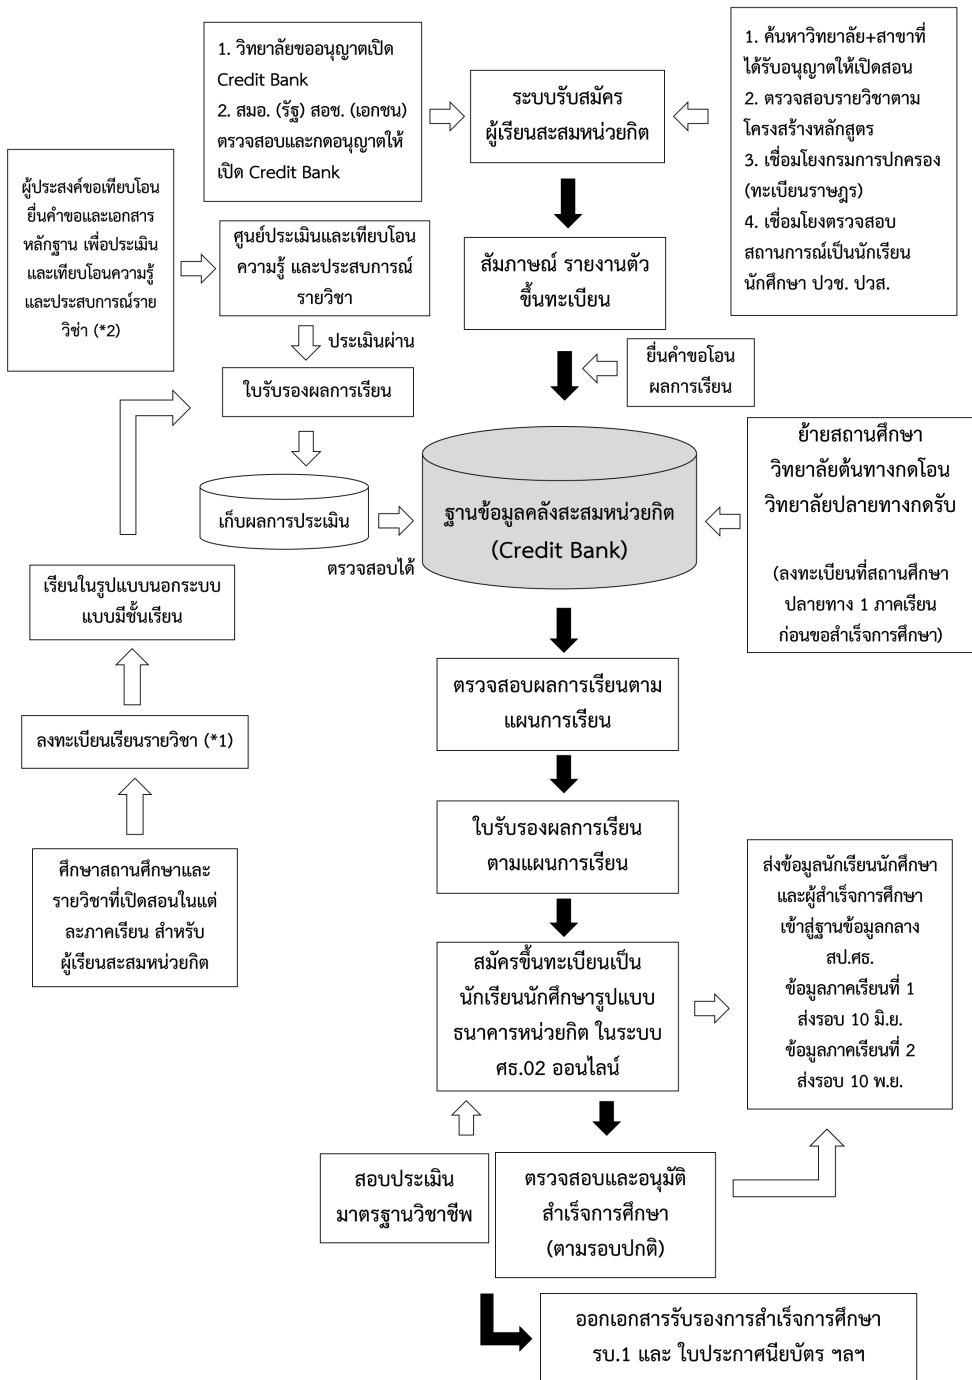 1. วิทยาลัยขออนุญาตเปิด
Credit Bank
2. สมอ. (รัฐ) สอช. (เอกชน)
ตรวจสอบและกดอนุญาตให้
เปิด Credit Bank
ระบบรับสมัคร
ผู้เรียนสะสมหน่วยกิต
1. ค้นหาวิทยาลัย+สาขาที่
ได้รับอนุญาตให้เปิดสอน
2. ตรวจสอบรายวิชาตาม
โครงสร้างหลักสูตร
3. เชื่อมโยงกรมการปกครอง
(ทะเบียนราษฎร)
4. เชื่อมโยงตรวจสอบ
สถานการณ์เป็นนักเรียน
นักศึกษา ปวช. ปวส.
ผู้ประสงค์ขอเทียบโอน
ยื่นคำขอและเอกสาร
หลักฐาน เพื่อประเมิน
และเทียบโอนความรู้
และประสบการณ์ราย
วิช่า (*2)
ศูนย์ประเมินและเทียบโอน
ความรู้ และประสบการณ์
รายวิชา
สัมภาษณ์ รายงานตัว
ขึ้นทะเบียน
ประเมินผ่าน
ยื่นคำขอโอน
ผลการเรียน
ใบรับรองผลการเรียน
ย้ายสถานศึกษา
วิทยาลัยต้นทางกดโอน
วิทยาลัยปลายทางกดรับ
(ลงทะเบียนที่สถานศึกษา
ปลายทาง 1 ภาคเรียน
ก่อนขอสำเร็จการศึกษา)
เก็บผลการประเมิน
ตรวจสอบได้
ฐานข้อมูลคลังสะสมหน่วยกิต
(Credit Bank)
เรียนในรูปแบบนอกระบบ
แบบมีชั้นเรียน
ตรวจสอบผลการเรียนตาม
แผนการเรียน
ลงทะเบียนเรียนรายวิชา (*1)
ใบรับรองผลการเรียน
ตามแผนการเรียน
ศึกษาสถานศึกษาและ
รายวิชาที่เปิดสอนในแต่
ละภาคเรียน สำหรับ
ผู้เรียนสะสมหน่วยกิต
ส่งข้อมูลนักเรียนนักศึกษา
และผู้สำเร็จการศึกษา
เข้าสู่ฐานข้อมูลกลาง
สป.ศธ.
ข้อมูลภาคเรียนที่ 1
ส่งรอบ 10 มิ.ย.
ข้อมูลภาคเรียนที่ 2
ส่งรอบ 10 พ.ย.
สมัครขึ้นทะเบียนเป็น
นักเรียนนักศึกษารูปแบบ
ธนาคารหน่วยกิต ในระบบ
ศธ.02 ออนไลน์
สอบประเมิน
มาตรฐานวิชาชีพ
ตรวจสอบและอนุมัติ
สำเร็จการศึกษา
(ตามรอบปกติ)
ออกเอกสารรับรองการสำเร็จการศึกษา
รบ.1 และ ใบประกาศนียบัตร ฯลฯ